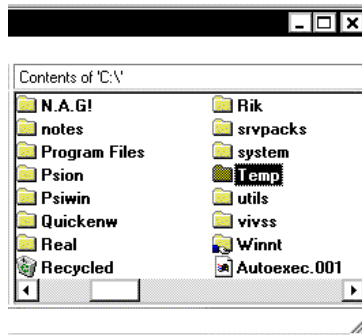 Contents of 'C:\'
N.A.G!
notes
Program Files
Psion
Psiwin
Quickenw
Real
Recycled
Rik
srvpacks
system
Temp
utils
vivss
Winnt
Autoexec.001